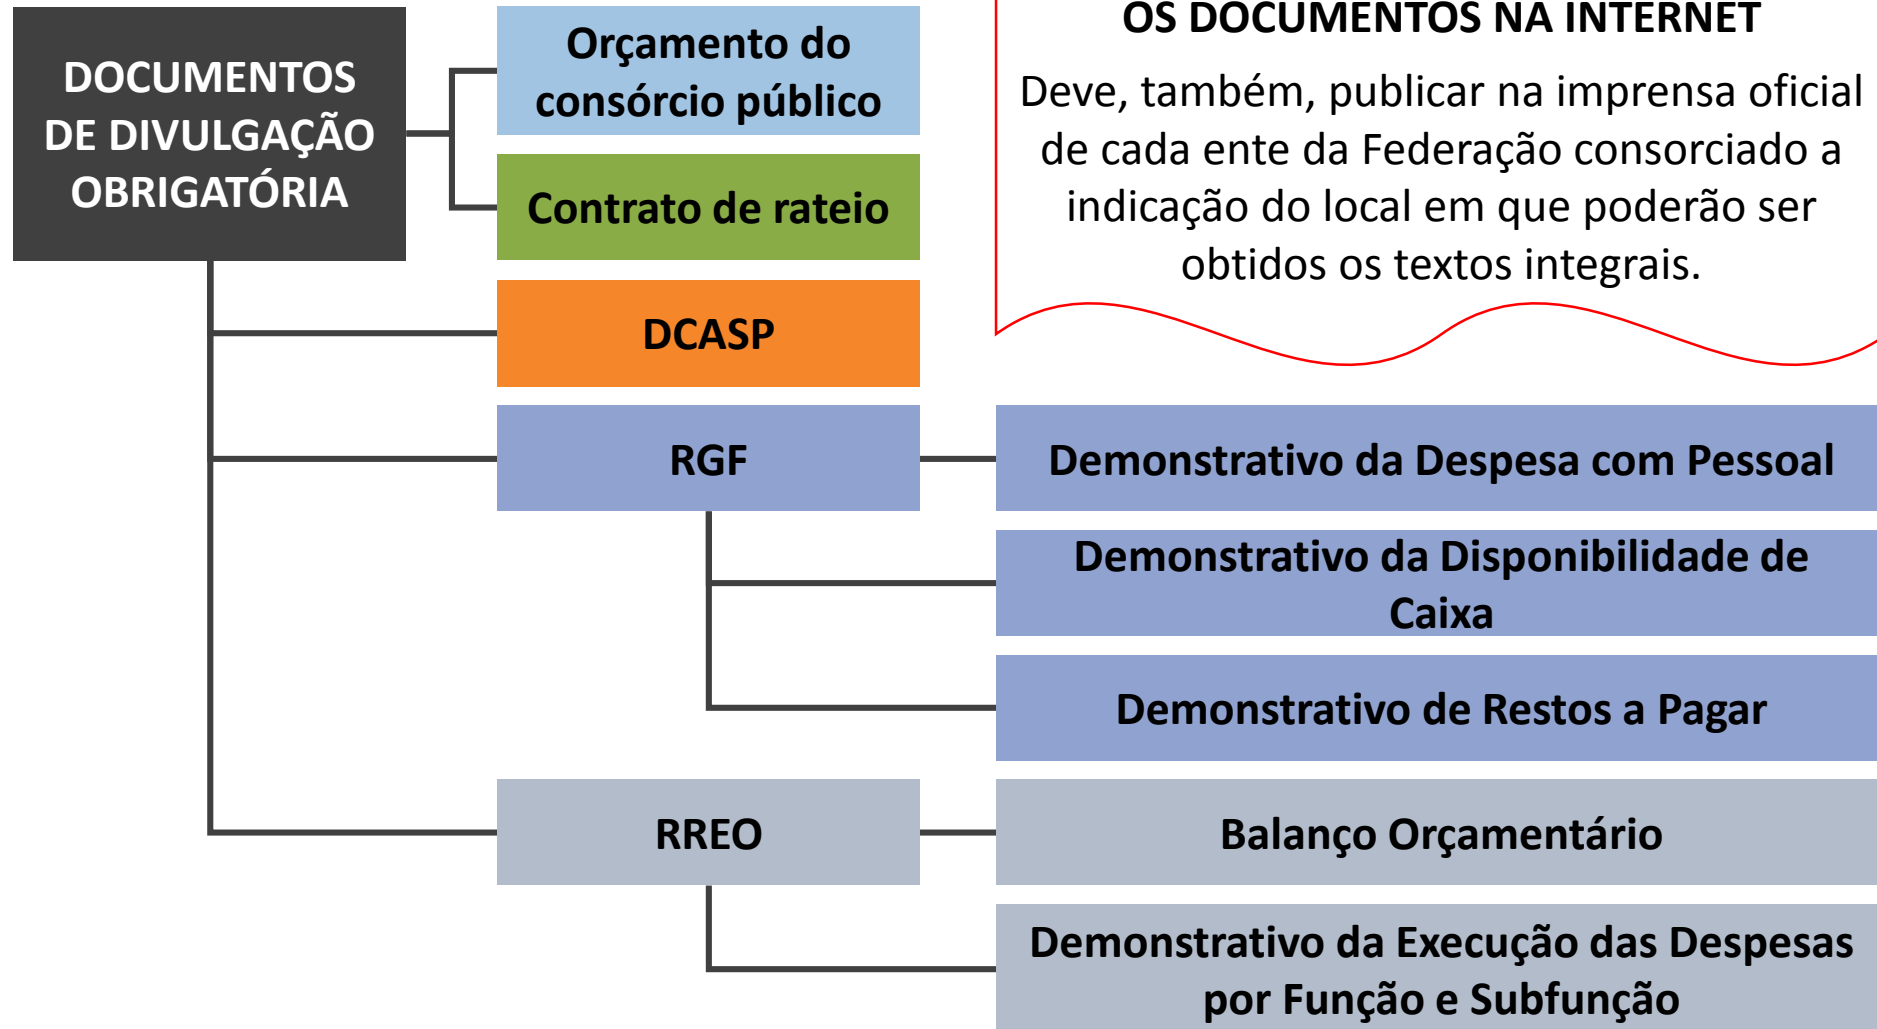 DOCUMENTOS
DE DIVULGAÇÃO
OBRIGATÓRIA
Orçamento do
consórcio público
Contrato de rateio
DCASP
OS DOCUMENTOS NA INTERNET
Deve, também, publicar na imprensa oficial
de cada ente da Federação consorciado a
indicação do local em que poderão ser
obtidos os textos integrais.
RGF
Demonstrativo da Despesa com Pessoal
Demonstrativo da Disponibilidade de
Caixa
Demonstrativo de Restos a Pagar
RREO
Balanço Orçamentário
Demonstrativo da Execução das Despesas
por Função e Subfunção